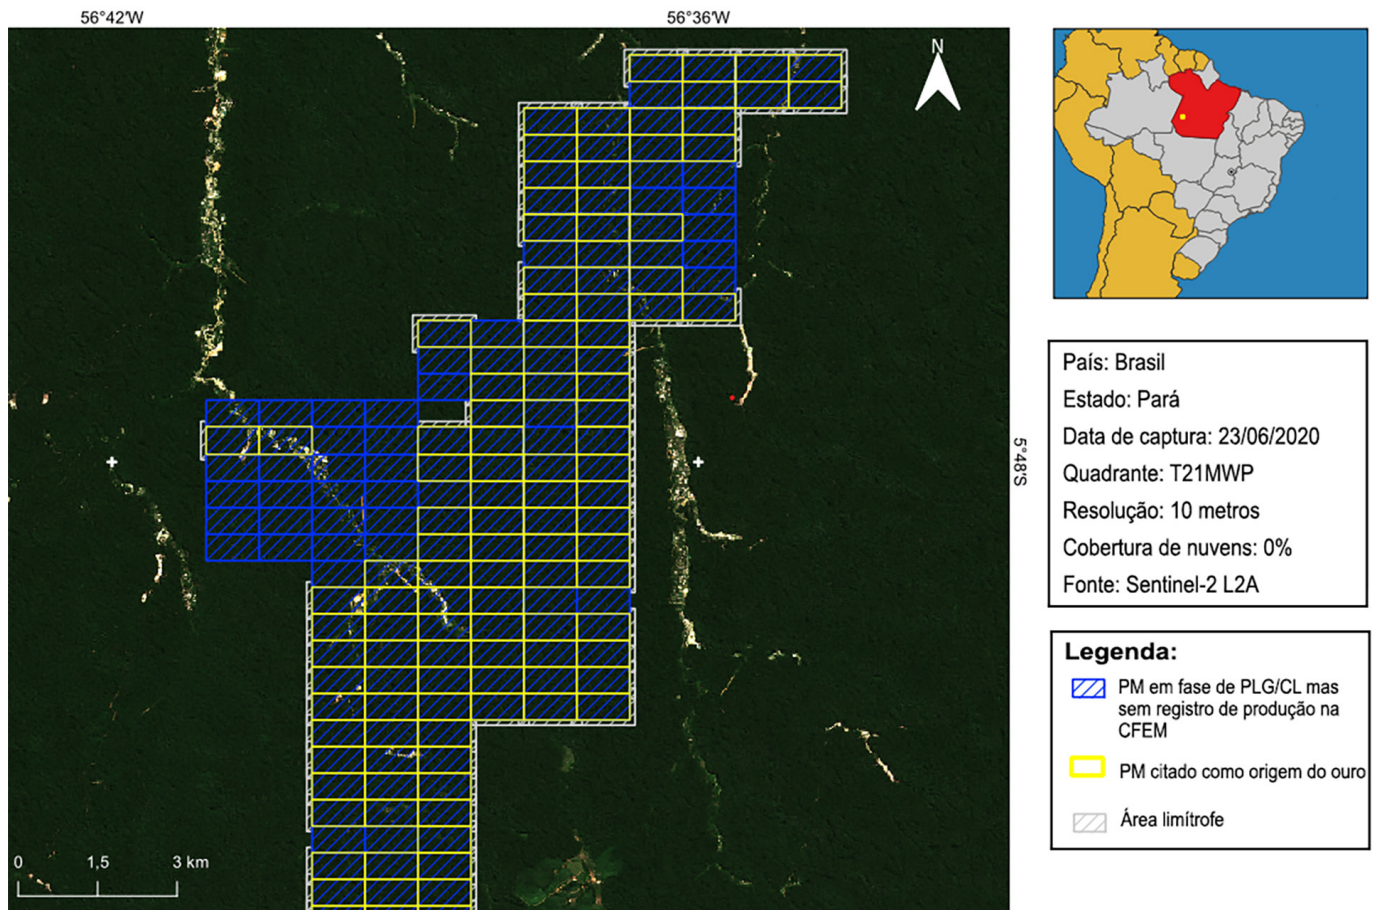 56°42′W
56°36′W
N
5°48′S
0 1,5 3 km
País: Brasil
Estado: Pará
Data de captura: 23/06/2020
Quadrante: T21MWP
Resolução: 10 metros
Cobertura de nuvens: 0%
Fonte: Sentinel-2 L2A
Legenda:
PM em fase de PLG/CL mas
sem registro de produção na
CFEM
PM citado como origem do ouro
Área limítrofe